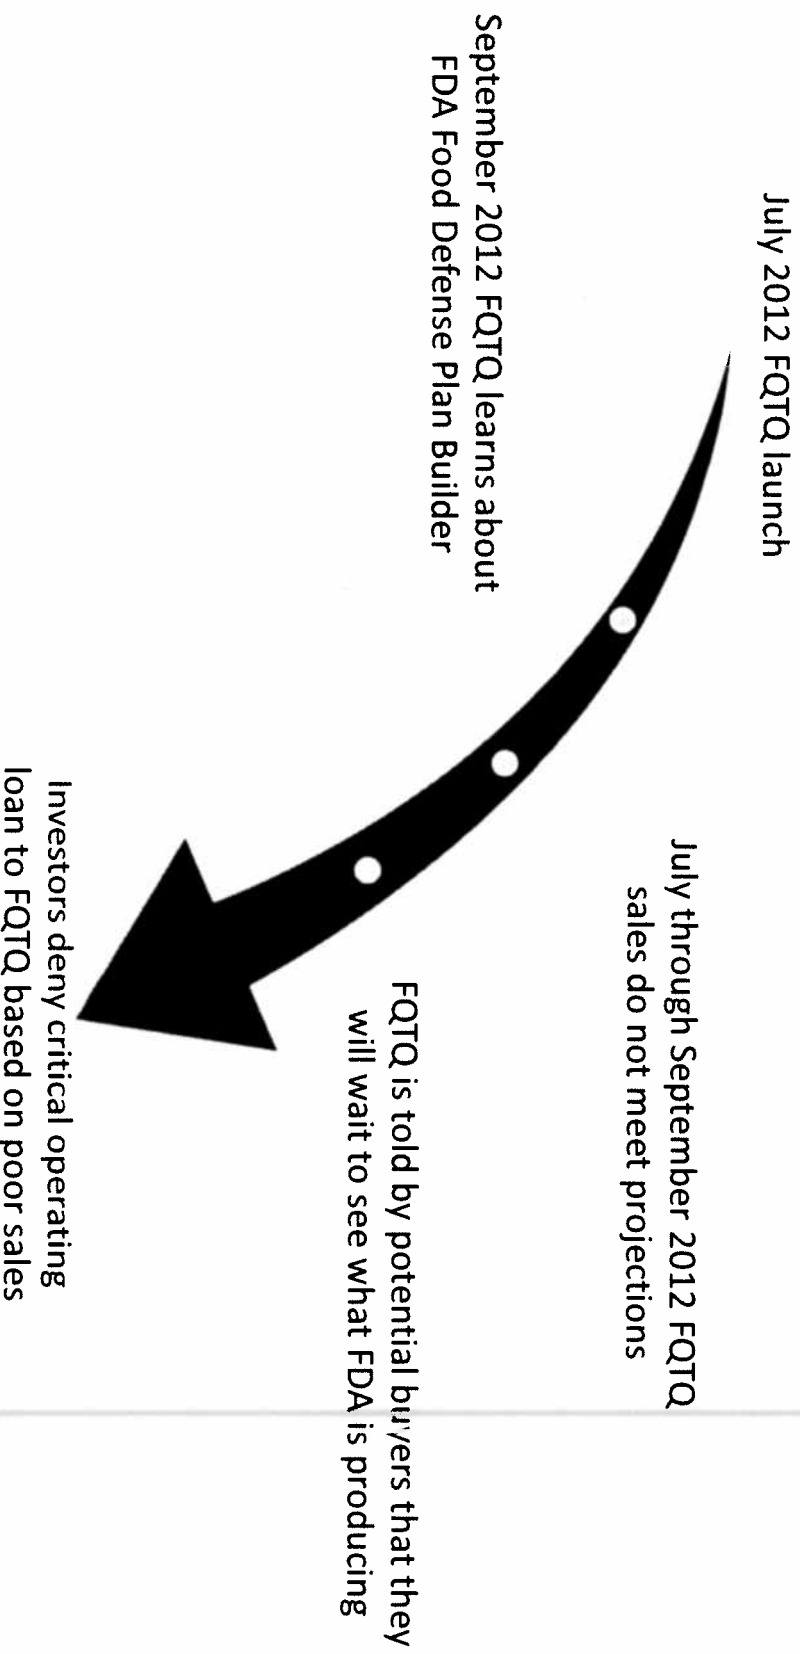 July 2012 FQTQ launch
July through September 2012 FQTQ
sales do not meet projections
September 2012 FQTQ learns about
FDA Food Defense Plan Builder
FQTQ is told by potential buyers that they
will wait to see what FDA is producing
Investors deny critical operating
loan to FQTQ based on poor sales